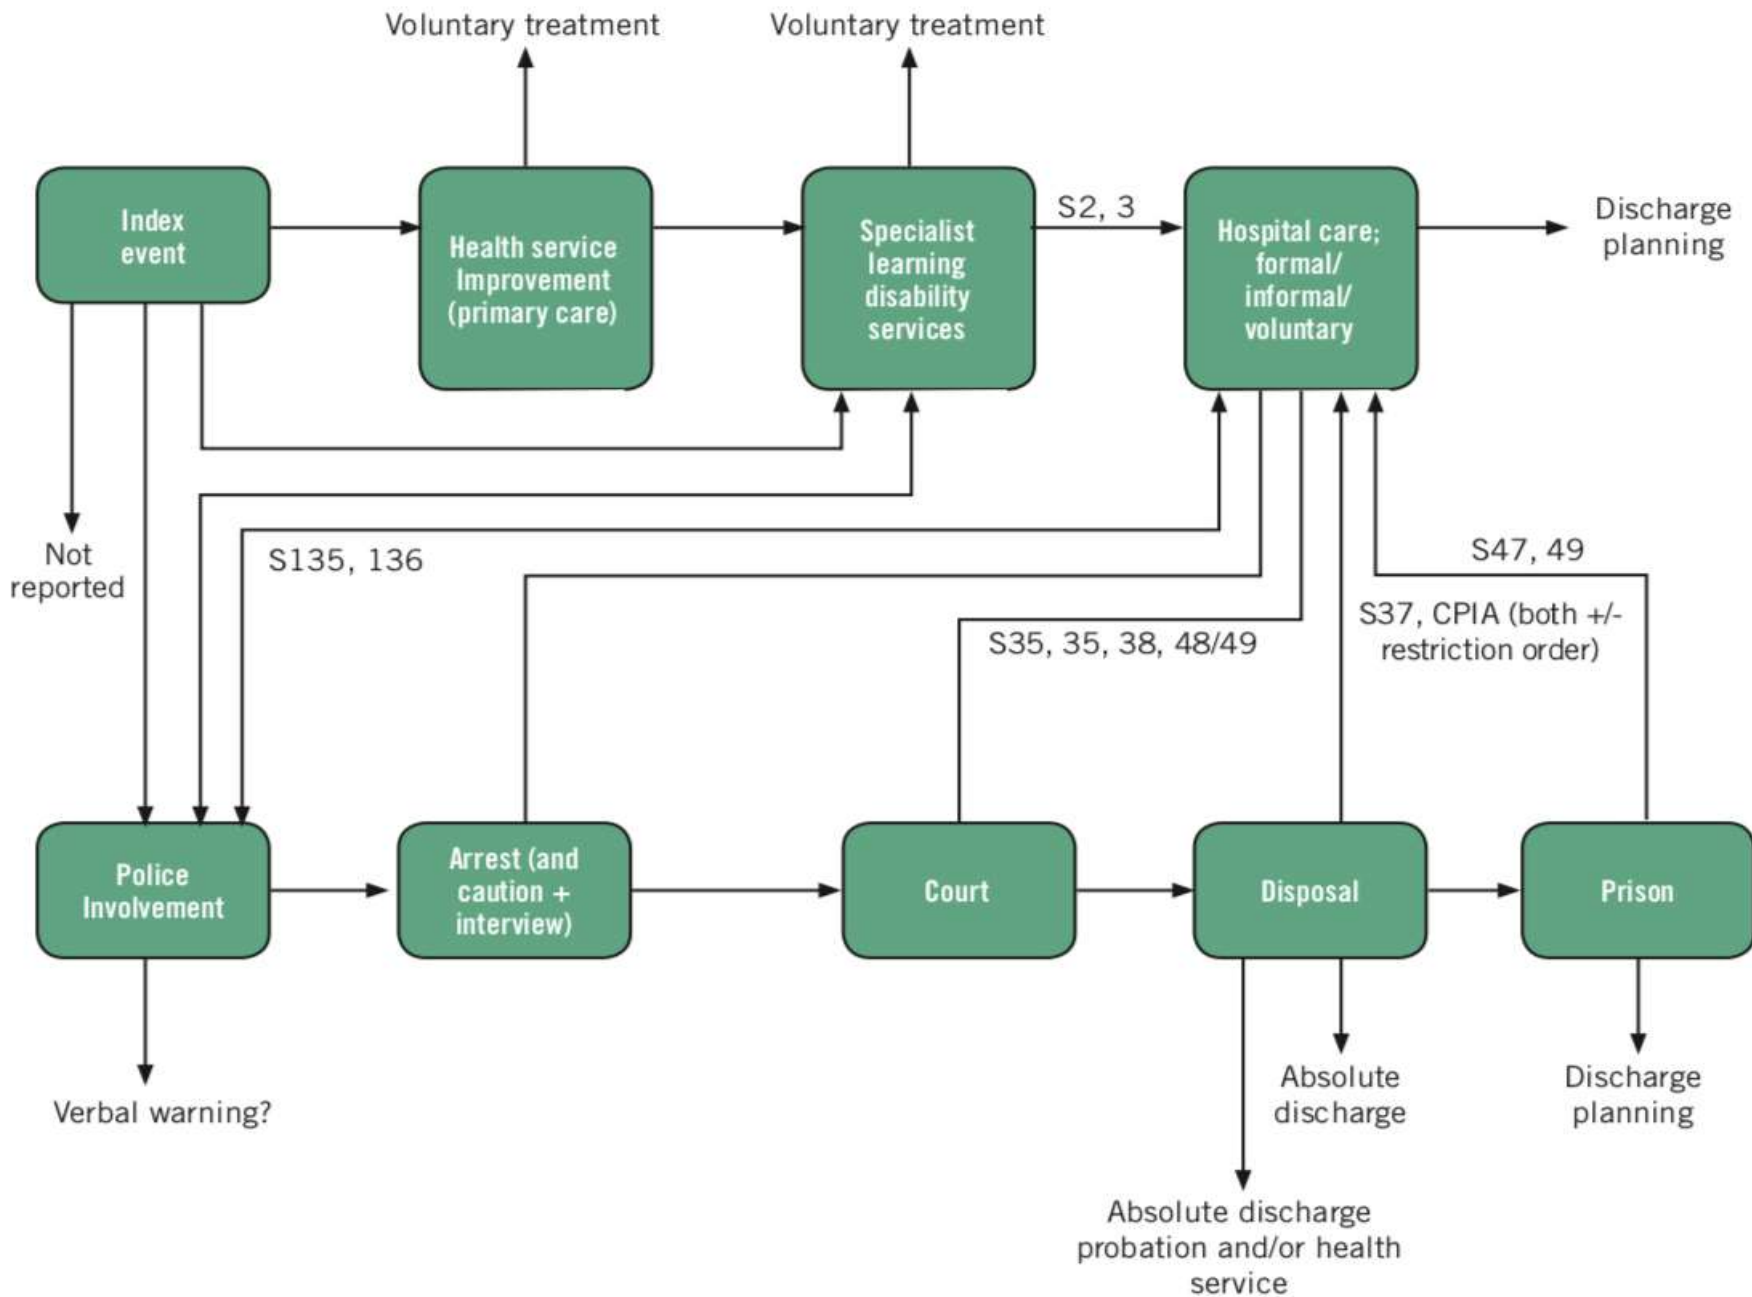 Voluntary treatment
Voluntary treatment
Index
event
Health service
Improvement
(primary care)
Specialist
learning
disability
services
S2, 3
Hospital care;
formal/
informal/
voluntary
Discharge
planning
Not
reported
S135, 136
S47, 49
S37, CPIA (both +/-
restriction order)
S35, 35, 38, 48/49
Police
Involvement
Arrest (and
caution +
interview)
Court
Disposal
Prison
Verbal warning?
Absolute
discharge
Discharge
planning
Absolute discharge
probation and/or health
service